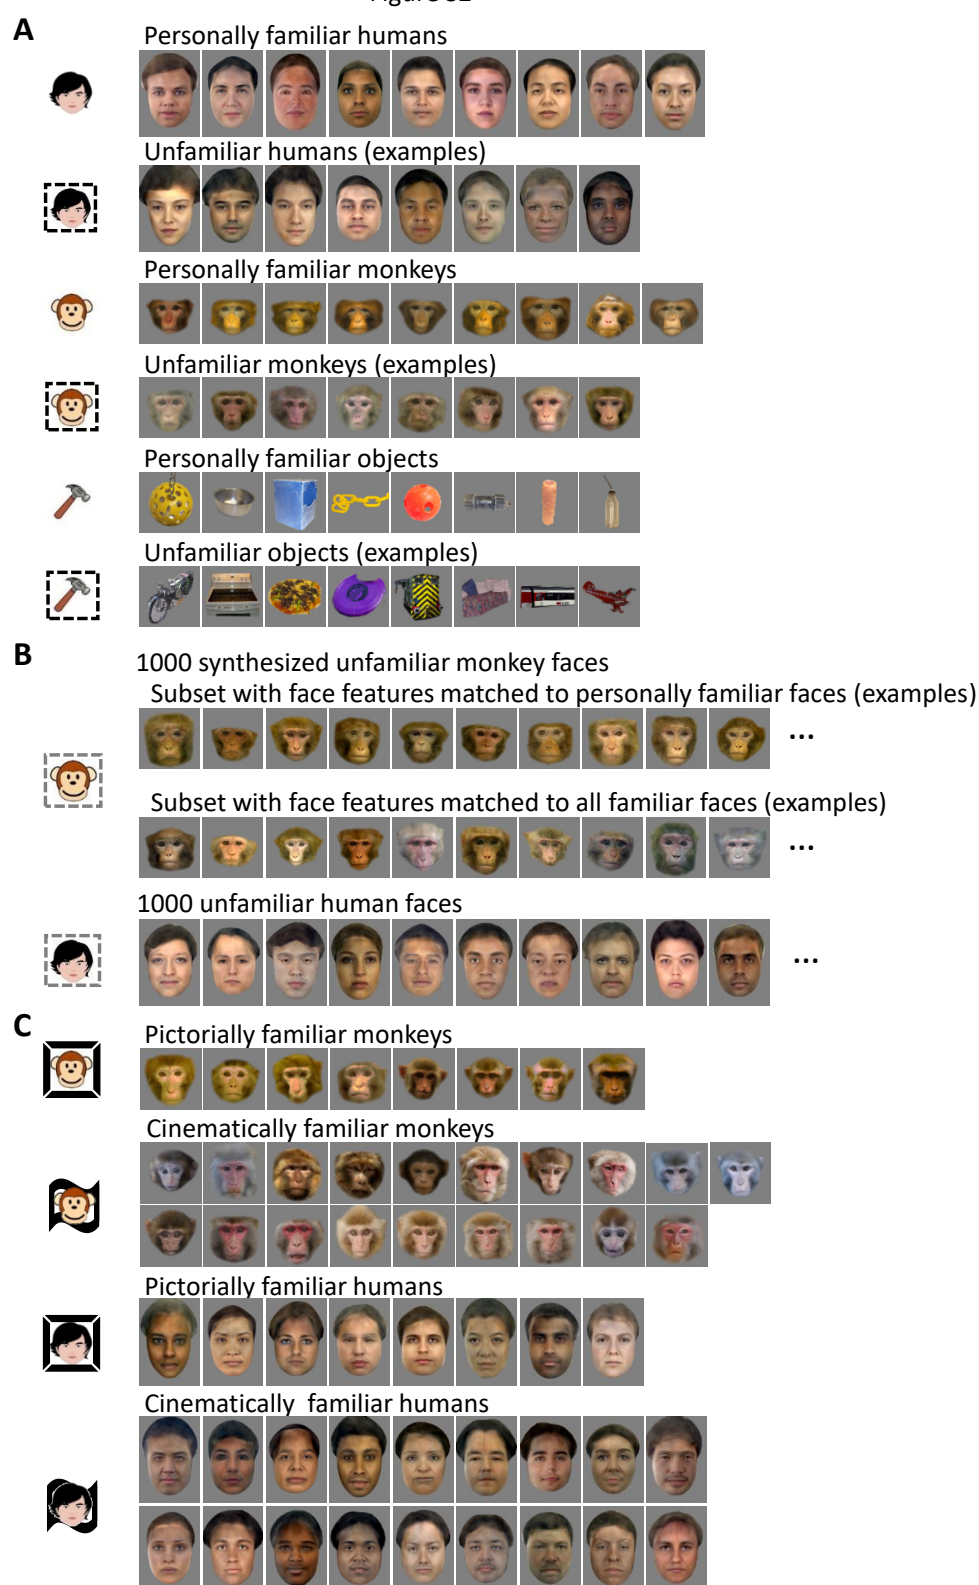 A
Personally familiar humans
Unfamiliar humans (examples)
Personally familiar monkeys
Unfamiliar monkeys (examples)
Personally familiar objects
Unfamiliar objects (examples)
B
1000 synthesized unfamiliar monkey faces
Subset with face features matched to personally familiar faces (examples)
...
Subset with face features matched to all familiar faces (examples)
...
1000 unfamiliar human faces
...
C
Pictorially familiar monkeys
Cinematically familiar monkeys
Pictorially familiar humans
Cinematically familiar humans